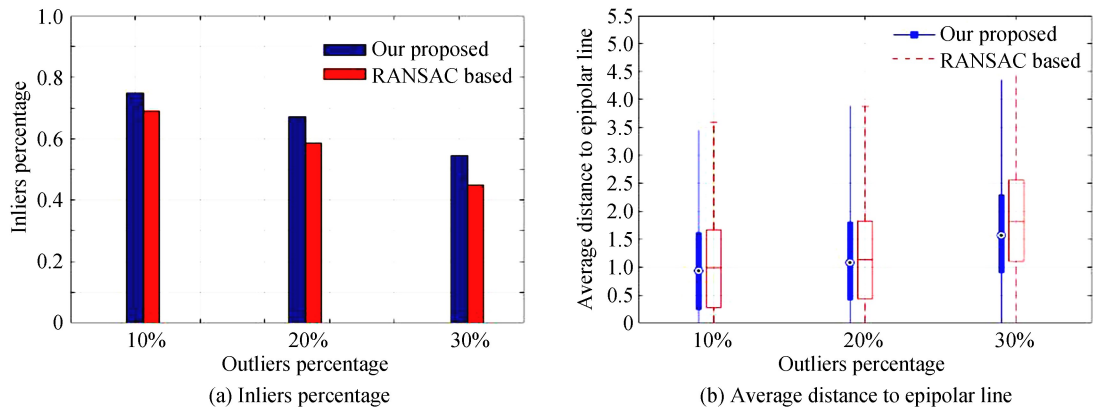 1.0
0.8
0.6
0.4
0.2
0
Inliers percentage
Our proposed
RANSAC based
10%
20%
30%
Outliers percentage
(a) Inliers percentage
5.5
5.0
4.5
4.0
3.5
3.0
2.5
2.0
1.5
1.0
0.5
0
Average distance to epipolar line
Our proposed
RANSAC based
10%
20%
30%
Outliers percentage
(b) Average distance to epipolar line